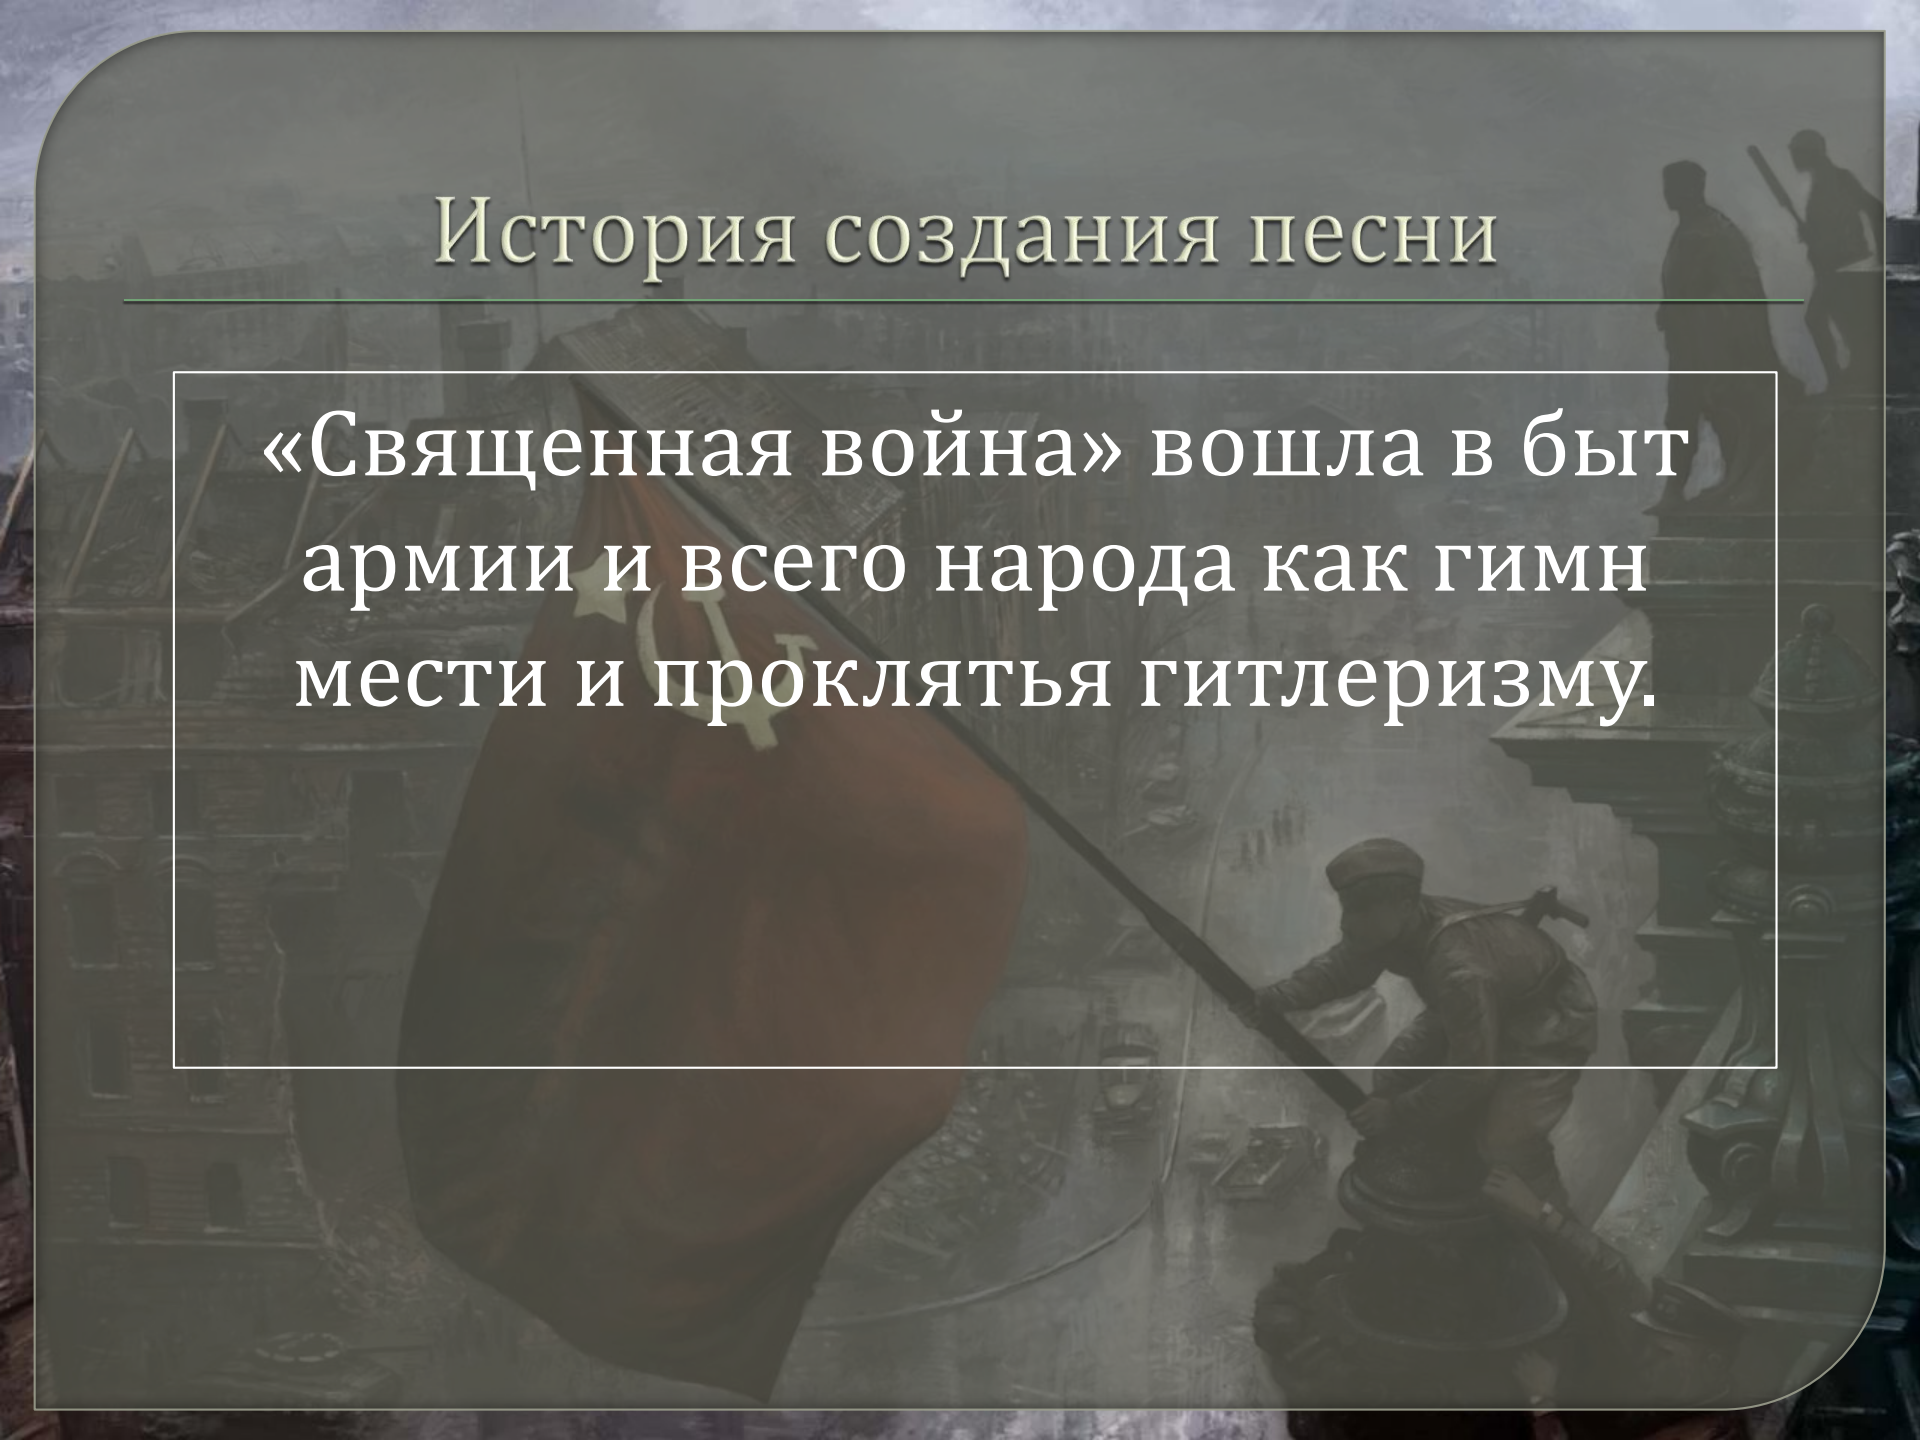 История создания песни
«Священная война» вошла в быт
армии и всего народа как гимн
мести и проклятья гитлеризму.